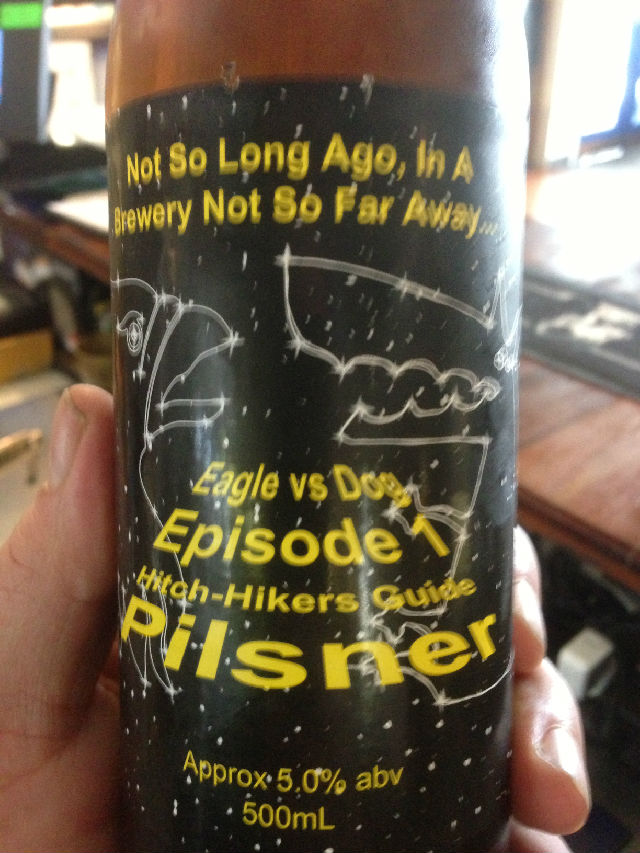 Not So Long Ago, In A
Brewery Not So Far Away...
Eagle vs Dog,
Episode 1
Hitch-Hikers Guide
Pilsner
Approx 5.0% abv
500mL